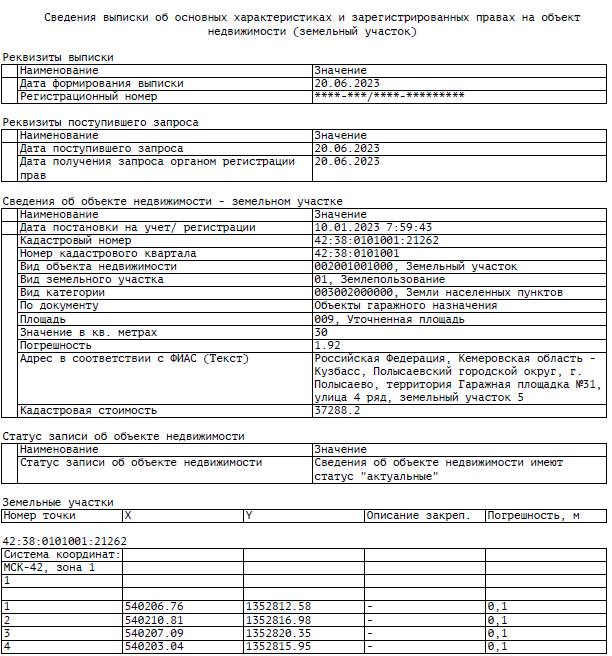 Сведения выписки об основных характеристиках и зарегистрированных правах на объект
недвижимости (земельный участок)
Реквизиты выписки
Наименование Значение
Дата формирования выписки 20.06.2023
Регистрационный номер ****-***/****-*********
Реквизиты поступившего запроса
Наименование Значение
Дата поступившего запроса 20.06.2023
Дата получения запроса органом регистрации 20.06.2023
прав
Сведения об объекте недвижимости - земельном участке
Наименование Значение
Дата постановки на учет/ регистрации 10.01.2023 7:59:43
Кадастровый номер 42:38:0101001:21262
Номер кадастрового квартала 42:38:0101001
Вид объекта недвижимости 002001001000, Земельный участок
Вид земельного участка 01, Землепользование
Вид категории 003002000000, Земли населенных пунктов
По документу Объекты гаражного назначения
Площадь 009, Уточненная площадь
Значение в кв. метрах 30
Погрешность 1.92
Адрес в соответствии с ФИАС (Текст) Российская Федерация, Кемеровская область -
Кузбасс, Полысаевский городской округ, г.
Полысаево, территория Гаражная площадка №31,
улица 4 ряд, земельный участок 5
Кадастровая стоимость 37288.2
Статус записи об объекте недвижимости
Наименование Значение
Статус записи об объекте недвижимости Сведения об объекте недвижимости имеют
статус "актуальные"
Земельные участки
Номер точки X Y Описание закреп. Погрешность, м
42:38:0101001:21262
Система координат:
МСК-42, зона 1
1
1 540206.76 1352812.58 - 0,1
2 540210.81 1352816.98 - 0,1
3 540207.09 1352820.35 - 0,1
4 540203.04 1352815.95 - 0,1